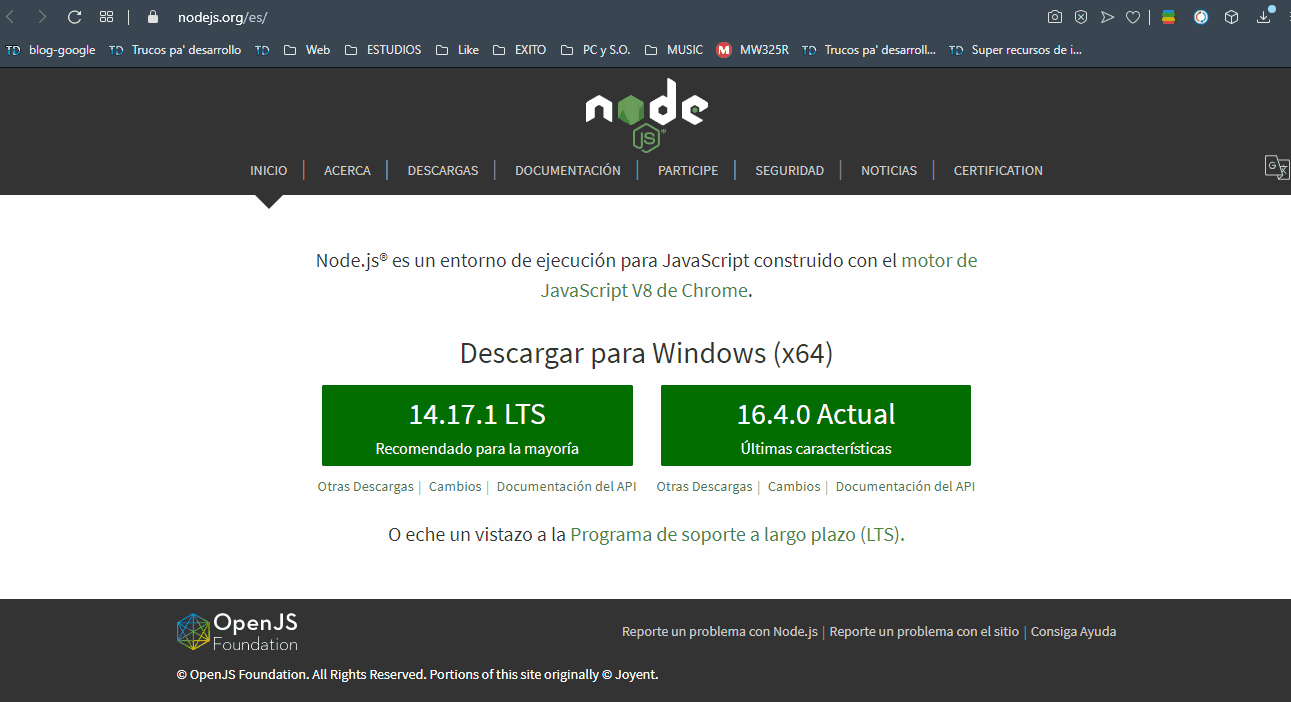 nodejs.org/es/
TD blog-google TD Trucos pa' desarrollo TD Web ESTUDIOS Like EXITO PC y S.O. MUSIC M MW325R TD Trucos pa' desarroll... TD Super recursos de i...
node
JS®
INICIO | ACERCA | DESCARGAS | DOCUMENTACIÓN | PARTICIPE | SEGURIDAD | NOTICIAS | CERTIFICATION
G
Node.js® es un entorno de ejecución para JavaScript construido con el motor de
JavaScript V8 de Chrome.
Descargar para Windows (x64)
14.17.1 LTS
Recomendado para la mayoría
16.4.0 Actual
Últimas características
Otras Descargas | Cambios | Documentación del API
Otras Descargas | Cambios | Documentación del API
O eche un vistazo a la Programa de soporte a largo plazo (LTS).
OpenJS
Foundation
Reporte un problema con Node.js | Reporte un problema con el sitio | Consiga Ayuda
© OpenJS Foundation. All Rights Reserved. Portions of this site originally © Joyent.